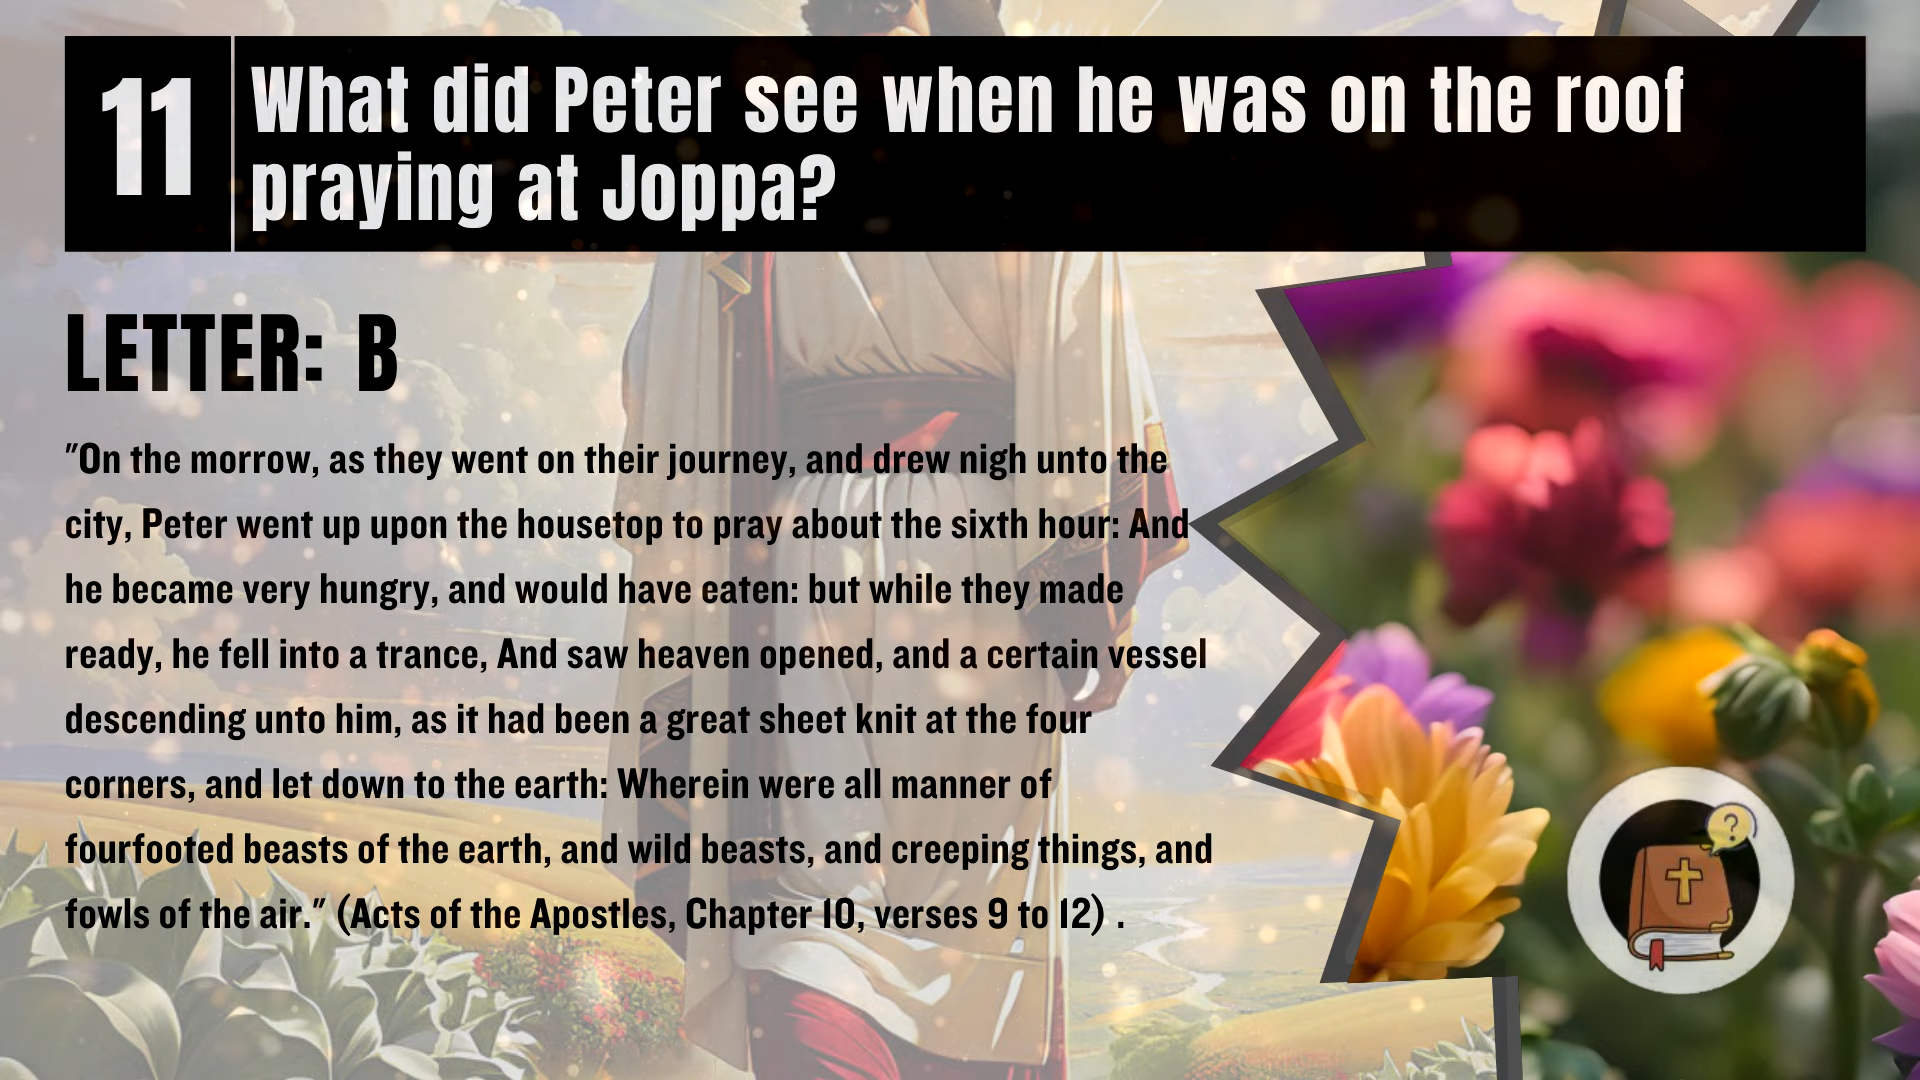 11
What did Peter see when he was on the roof
praying at Joppa?
LETTER: B
"On the morrow, as they went on their journey, and drew nigh unto the
city, Peter went up upon the housetop to pray about the sixth hour: And
he became very hungry, and would have eaten: but while they made
ready, he fell into a trance, And saw heaven opened, and a certain vessel
descending unto him, as it had been a great sheet knit at the four
corners, and let down to the earth: Wherein were all manner of
fourfooted beasts of the earth, and wild beasts, and creeping things, and
fowls of the air." (Acts of the Apostles, Chapter 10, verses 9 to 12) .
?